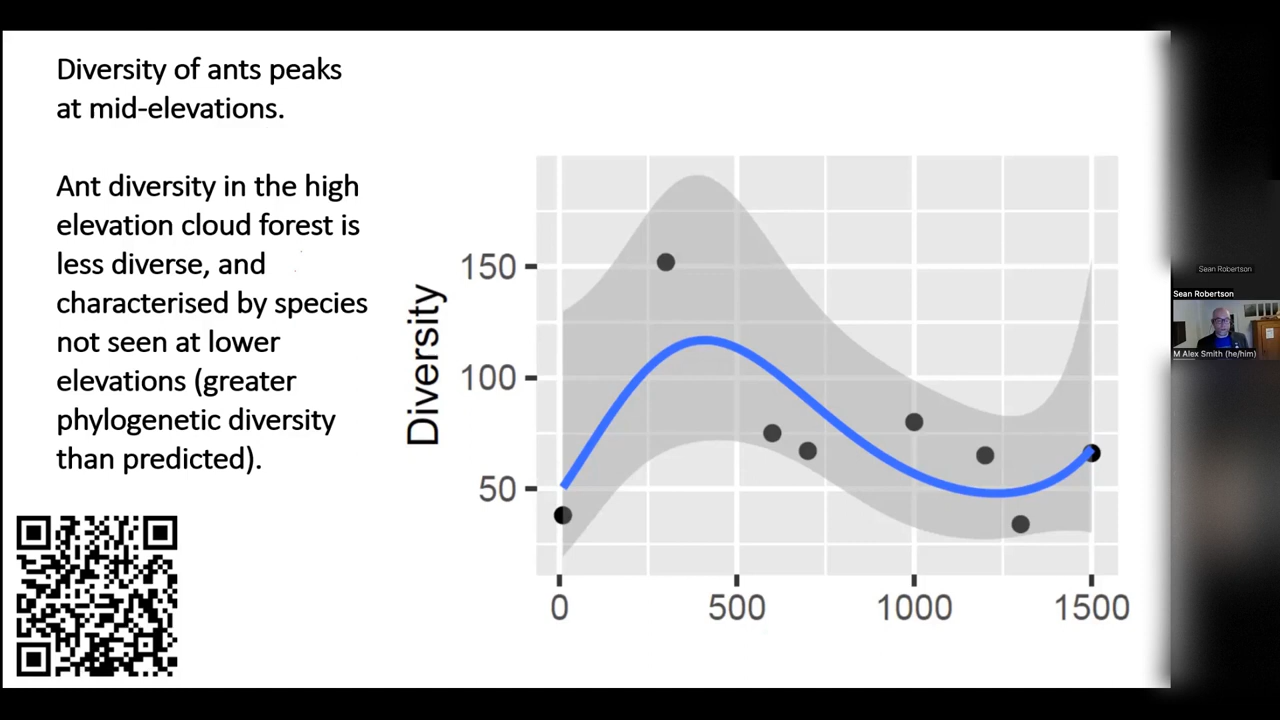 Diversity of ants peaks
at mid-elevations.
Ant diversity in the high
elevation cloud forest is
less diverse, and
characterised by species
not seen at lower
elevations (greater
phylogenetic diversity
than predicted).
Diversity
150
100
50
0 500 1000 1500
Sean Robertson
Sean Robertson
M Alex Smith (he/him)